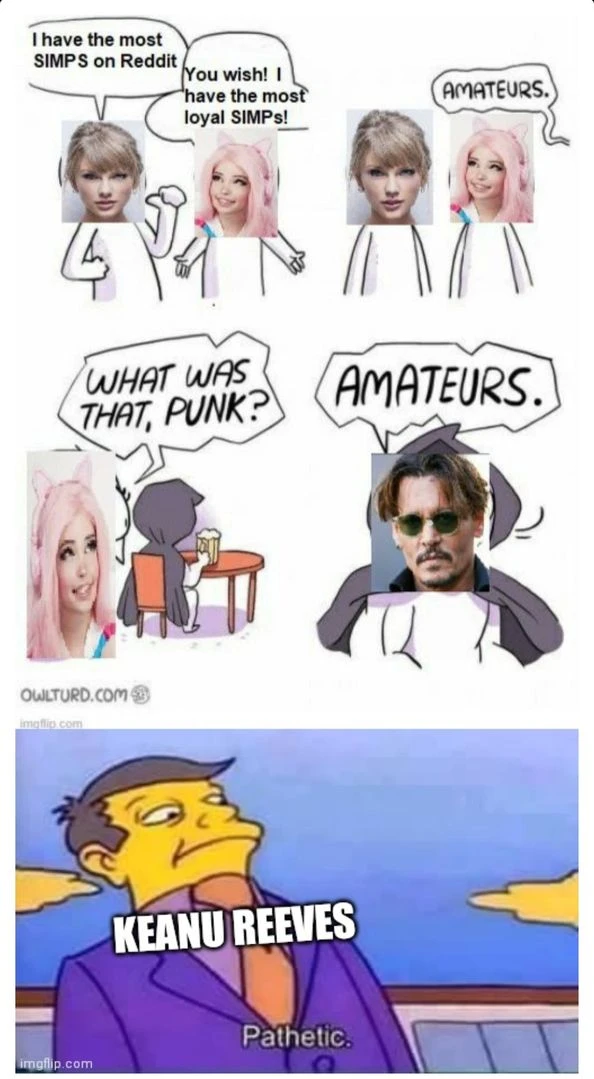 I have the most
SIMPS on Reddit
You wish! I
have the most
loyal SIMPs!
AMATEURS.
WHAT WAS
THAT, PUNK?
AMATEURS.
OWLTURD.COM
imgflip.com
KEANU REEVES
Pathetic.
imgflip.com